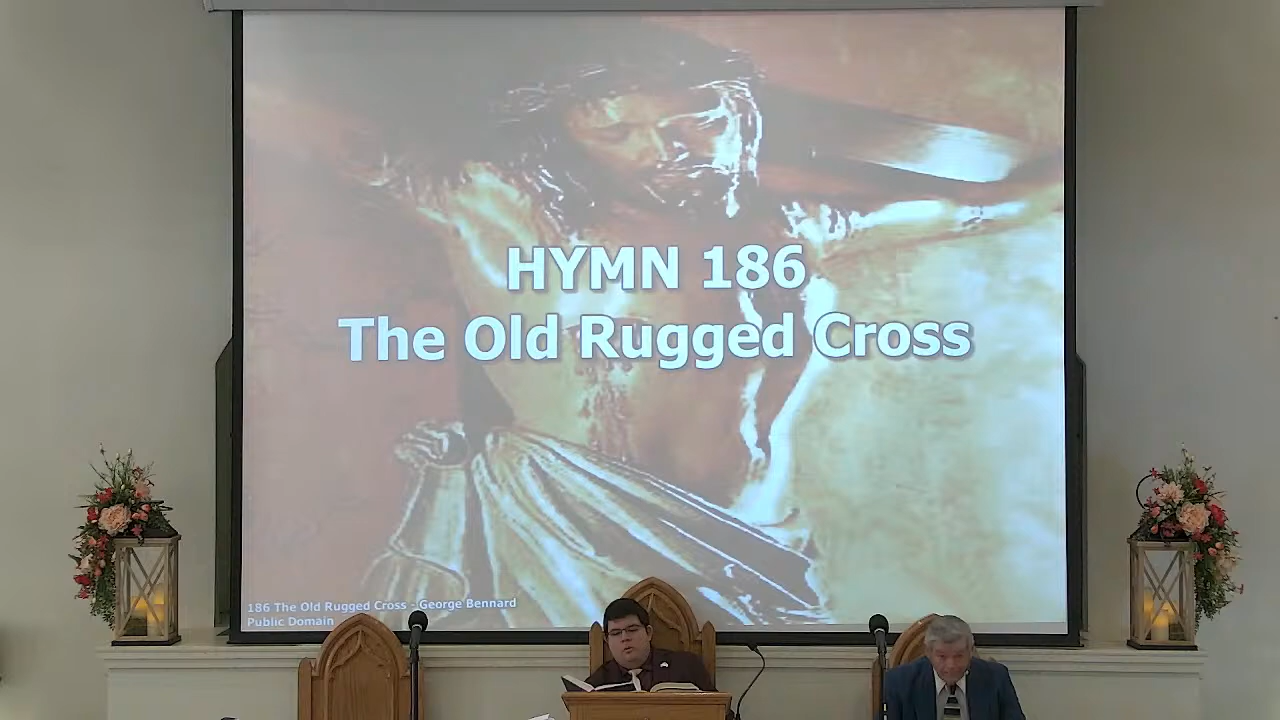 HYMN 186
The Old Rugged Cross
186 The Old Rugged Cross - George Bennard
Public Domain